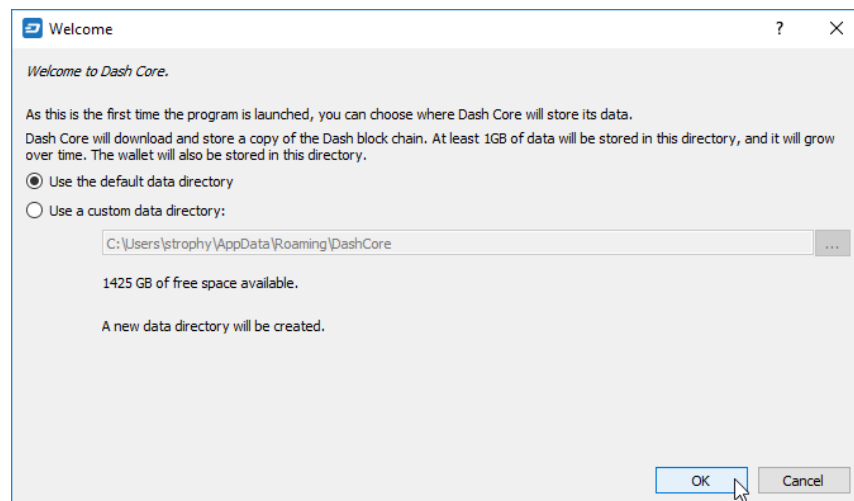 Welcome
?
Welcome to Dash Core.
As this is the first time the program is launched, you can choose where Dash Core will store its data.
Dash Core will download and store a copy of the Dash block chain. At least 1GB of data will be stored in this directory, and it will grow
over time. The wallet will also be stored in this directory.
Use the default data directory
Use a custom data directory:
C:\Users\strophy\AppData\Roaming\DashCore
...
1425 GB of free space available.
A new data directory will be created.
OK
Cancel